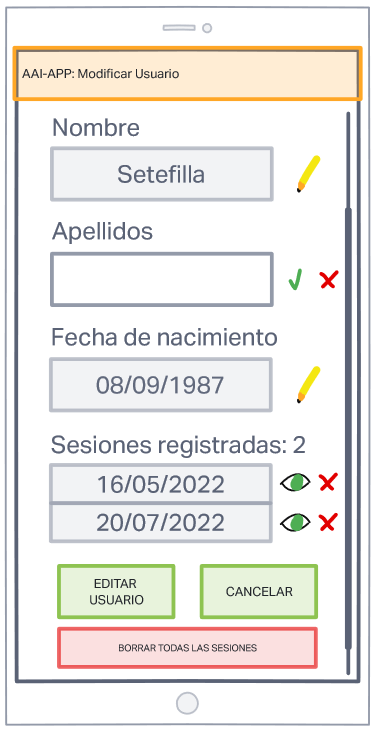 AAI-APP: Modificar Usuario
Nombre
Setefilla
Apellidos
Fecha de nacimiento
08/09/1987
Sesiones registradas: 2
16/05/2022
20/07/2022
EDITAR
USUARIO
CANCELAR
BORRAR TODAS LAS SESIONES